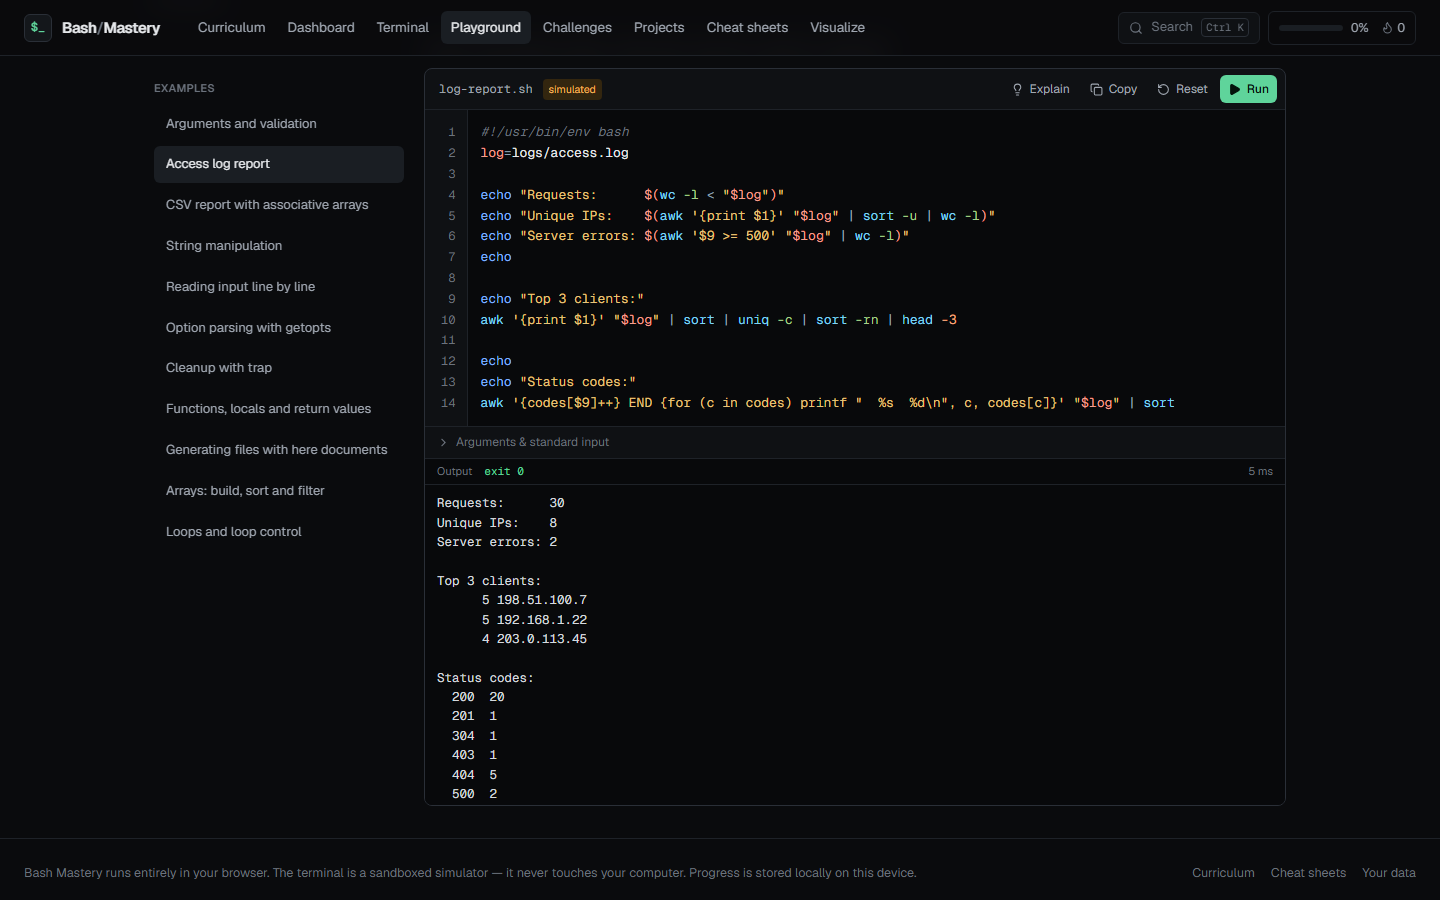 $_ Bash/Mastery Curriculum Dashboard Terminal Playground Challenges Projects Cheat sheets Visualize Search Ctrl K 0% 0
EXAMPLES
Arguments and validation
Access log report
CSV report with associative arrays
String manipulation
Reading input line by line
Option parsing with getopts
Cleanup with trap
Functions, locals and return values
Generating files with here documents
Arrays: build, sort and filter
Loops and loop control
log-report.sh simulated Explain Copy Reset Run
1 #!/usr/bin/env bash
2 log=logs/access.log
3
4 echo "Requests:      $(wc -l < "$log")"
5 echo "Unique IPs:    $(awk '{print $1}' "$log" | sort -u | wc -l)"
6 echo "Server errors: $(awk '$9 >= 500' "$log" | wc -l)"
7 echo
8
9 echo "Top 3 clients:"
10 awk '{print $1}' "$log" | sort | uniq -c | sort -rn | head -3
11
12 echo
13 echo "Status codes:"
14 awk '{codes[$9]++} END {for (c in codes) printf "  %s  %d\n", c, codes[c]}' "$log" | sort
Arguments & standard input
Output exit 0 5 ms
Requests:      30
Unique IPs:    8
Server errors: 2
Top 3 clients:
5 198.51.100.7
5 192.168.1.22
4 203.0.113.45
Status codes:
200  20
201  1
304  1
403  1
404  5
500  2
Bash Mastery runs entirely in your browser. The terminal is a sandboxed simulator — it never touches your computer. Progress is stored locally on this device. Curriculum Cheat sheets Your data